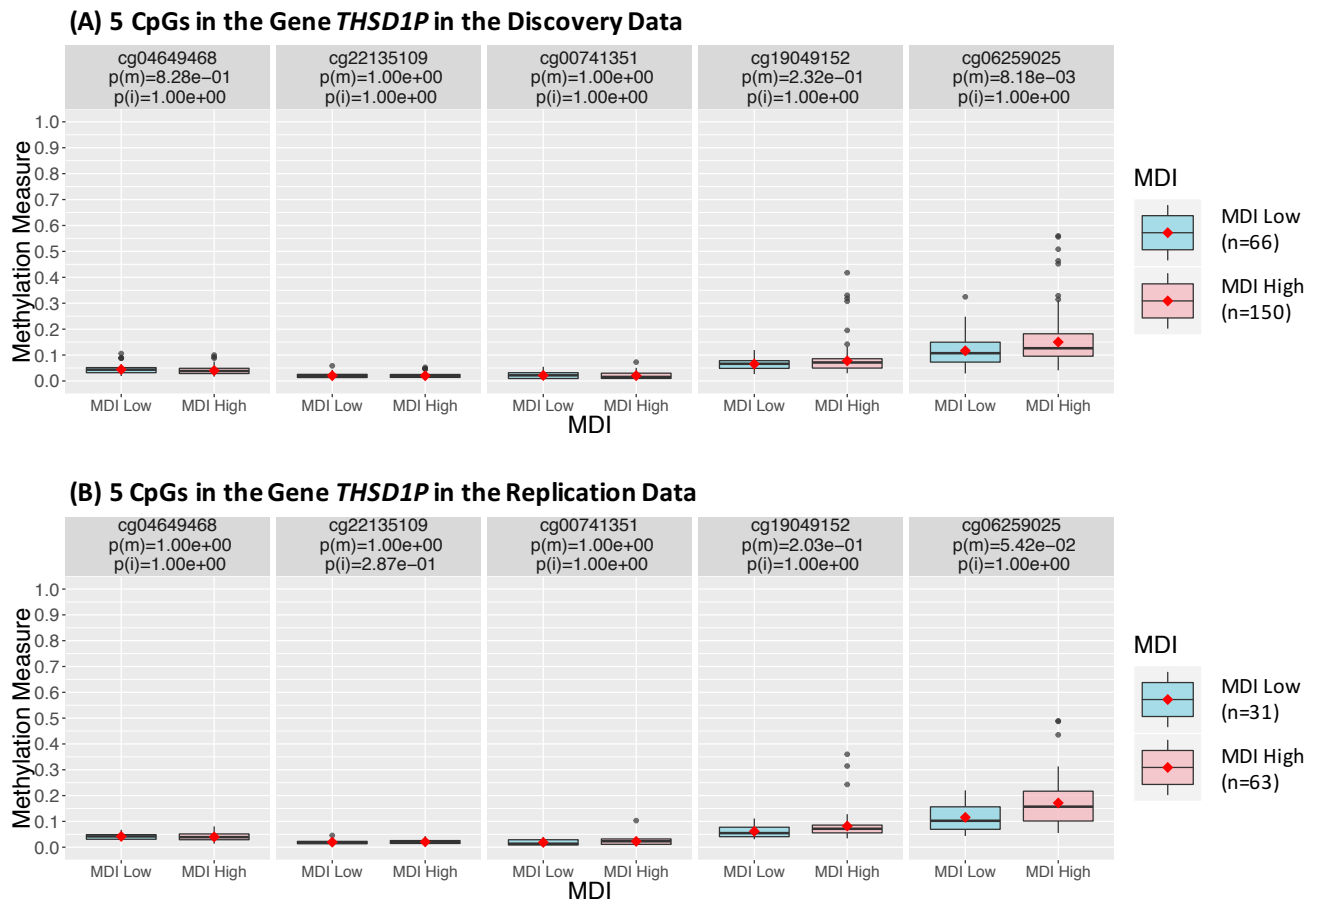 (A) 5 CpGs in the Gene THSD1P in the Discovery Data
cg04649468
p(m)=8.28e−01
p(i)=1.00e+00
cg22135109
p(m)=1.00e+00
p(i)=1.00e+00
cg00741351
p(m)=1.00e+00
p(i)=1.00e+00
cg19049152
p(m)=2.32e−01
p(i)=1.00e+00
cg06259025
p(m)=8.18e−03
p(i)=1.00e+00
Methylation Measure
1.0
0.9
0.8
0.7
0.6
0.5
0.4
0.3
0.2
0.1
0.0
MDI Low
MDI High
MDI Low
MDI High
MDI Low
MDI High
MDI Low
MDI High
MDI Low
MDI High
MDI
MDI
MDI Low
(n=66)
MDI High
(n=150)
(B) 5 CpGs in the Gene THSD1P in the Replication Data
cg04649468
p(m)=1.00e+00
p(i)=1.00e+00
cg22135109
p(m)=1.00e+00
p(i)=2.87e−01
cg00741351
p(m)=1.00e+00
p(i)=1.00e+00
cg19049152
p(m)=2.03e−01
p(i)=1.00e+00
cg06259025
p(m)=5.42e−02
p(i)=1.00e+00
Methylation Measure
1.0
0.9
0.8
0.7
0.6
0.5
0.4
0.3
0.2
0.1
0.0
MDI Low
MDI High
MDI Low
MDI High
MDI Low
MDI High
MDI Low
MDI High
MDI Low
MDI High
MDI
MDI
MDI Low
(n=31)
MDI High
(n=63)